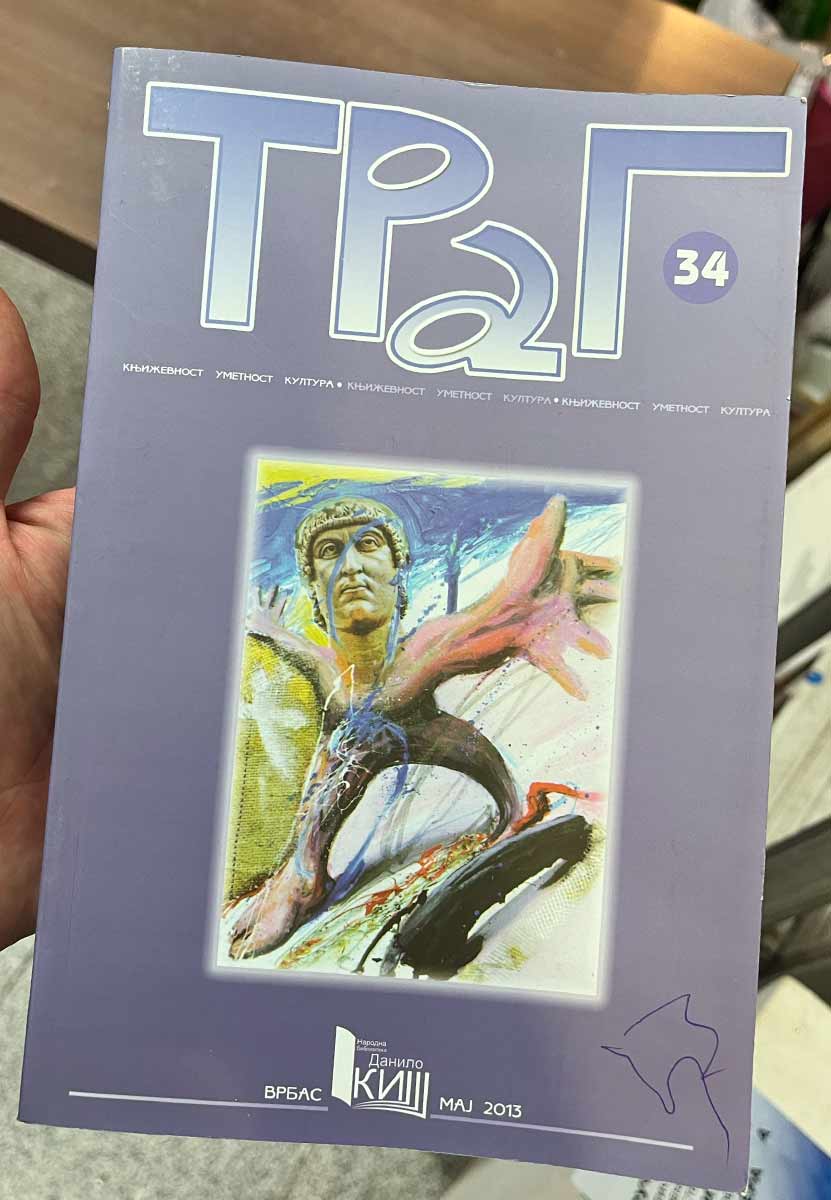 ТРаГ
34
КЊИЖЕВНОСТ УМЕТНОСТ КУЛТУРА • КЊИЖЕВНОСТ УМЕТНОСТ КУЛТУРА • КЊИЖЕВНОСТ УМЕТНОСТ КУЛТУРА
Народна
Библиотека
Данило
КИШ
ВРБАС
МАЈ 2013